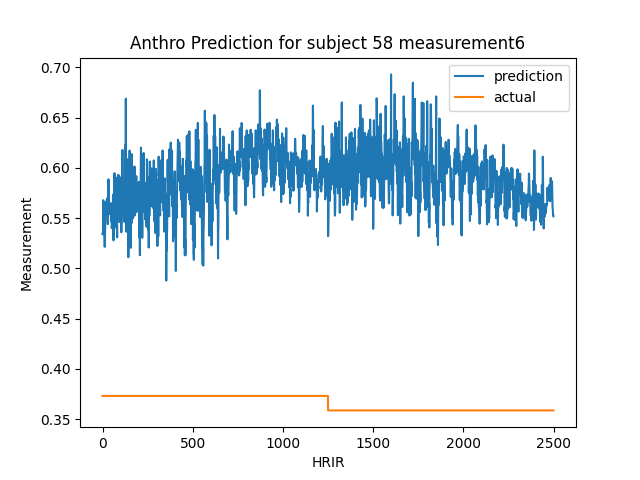 Anthro Prediction for subject 58 measurement6
prediction
actual
0.70
0.65
0.60
0.55
0.50
0.45
0.40
0.35
Measurement
0 500 1000 1500 2000 2500
HRIR